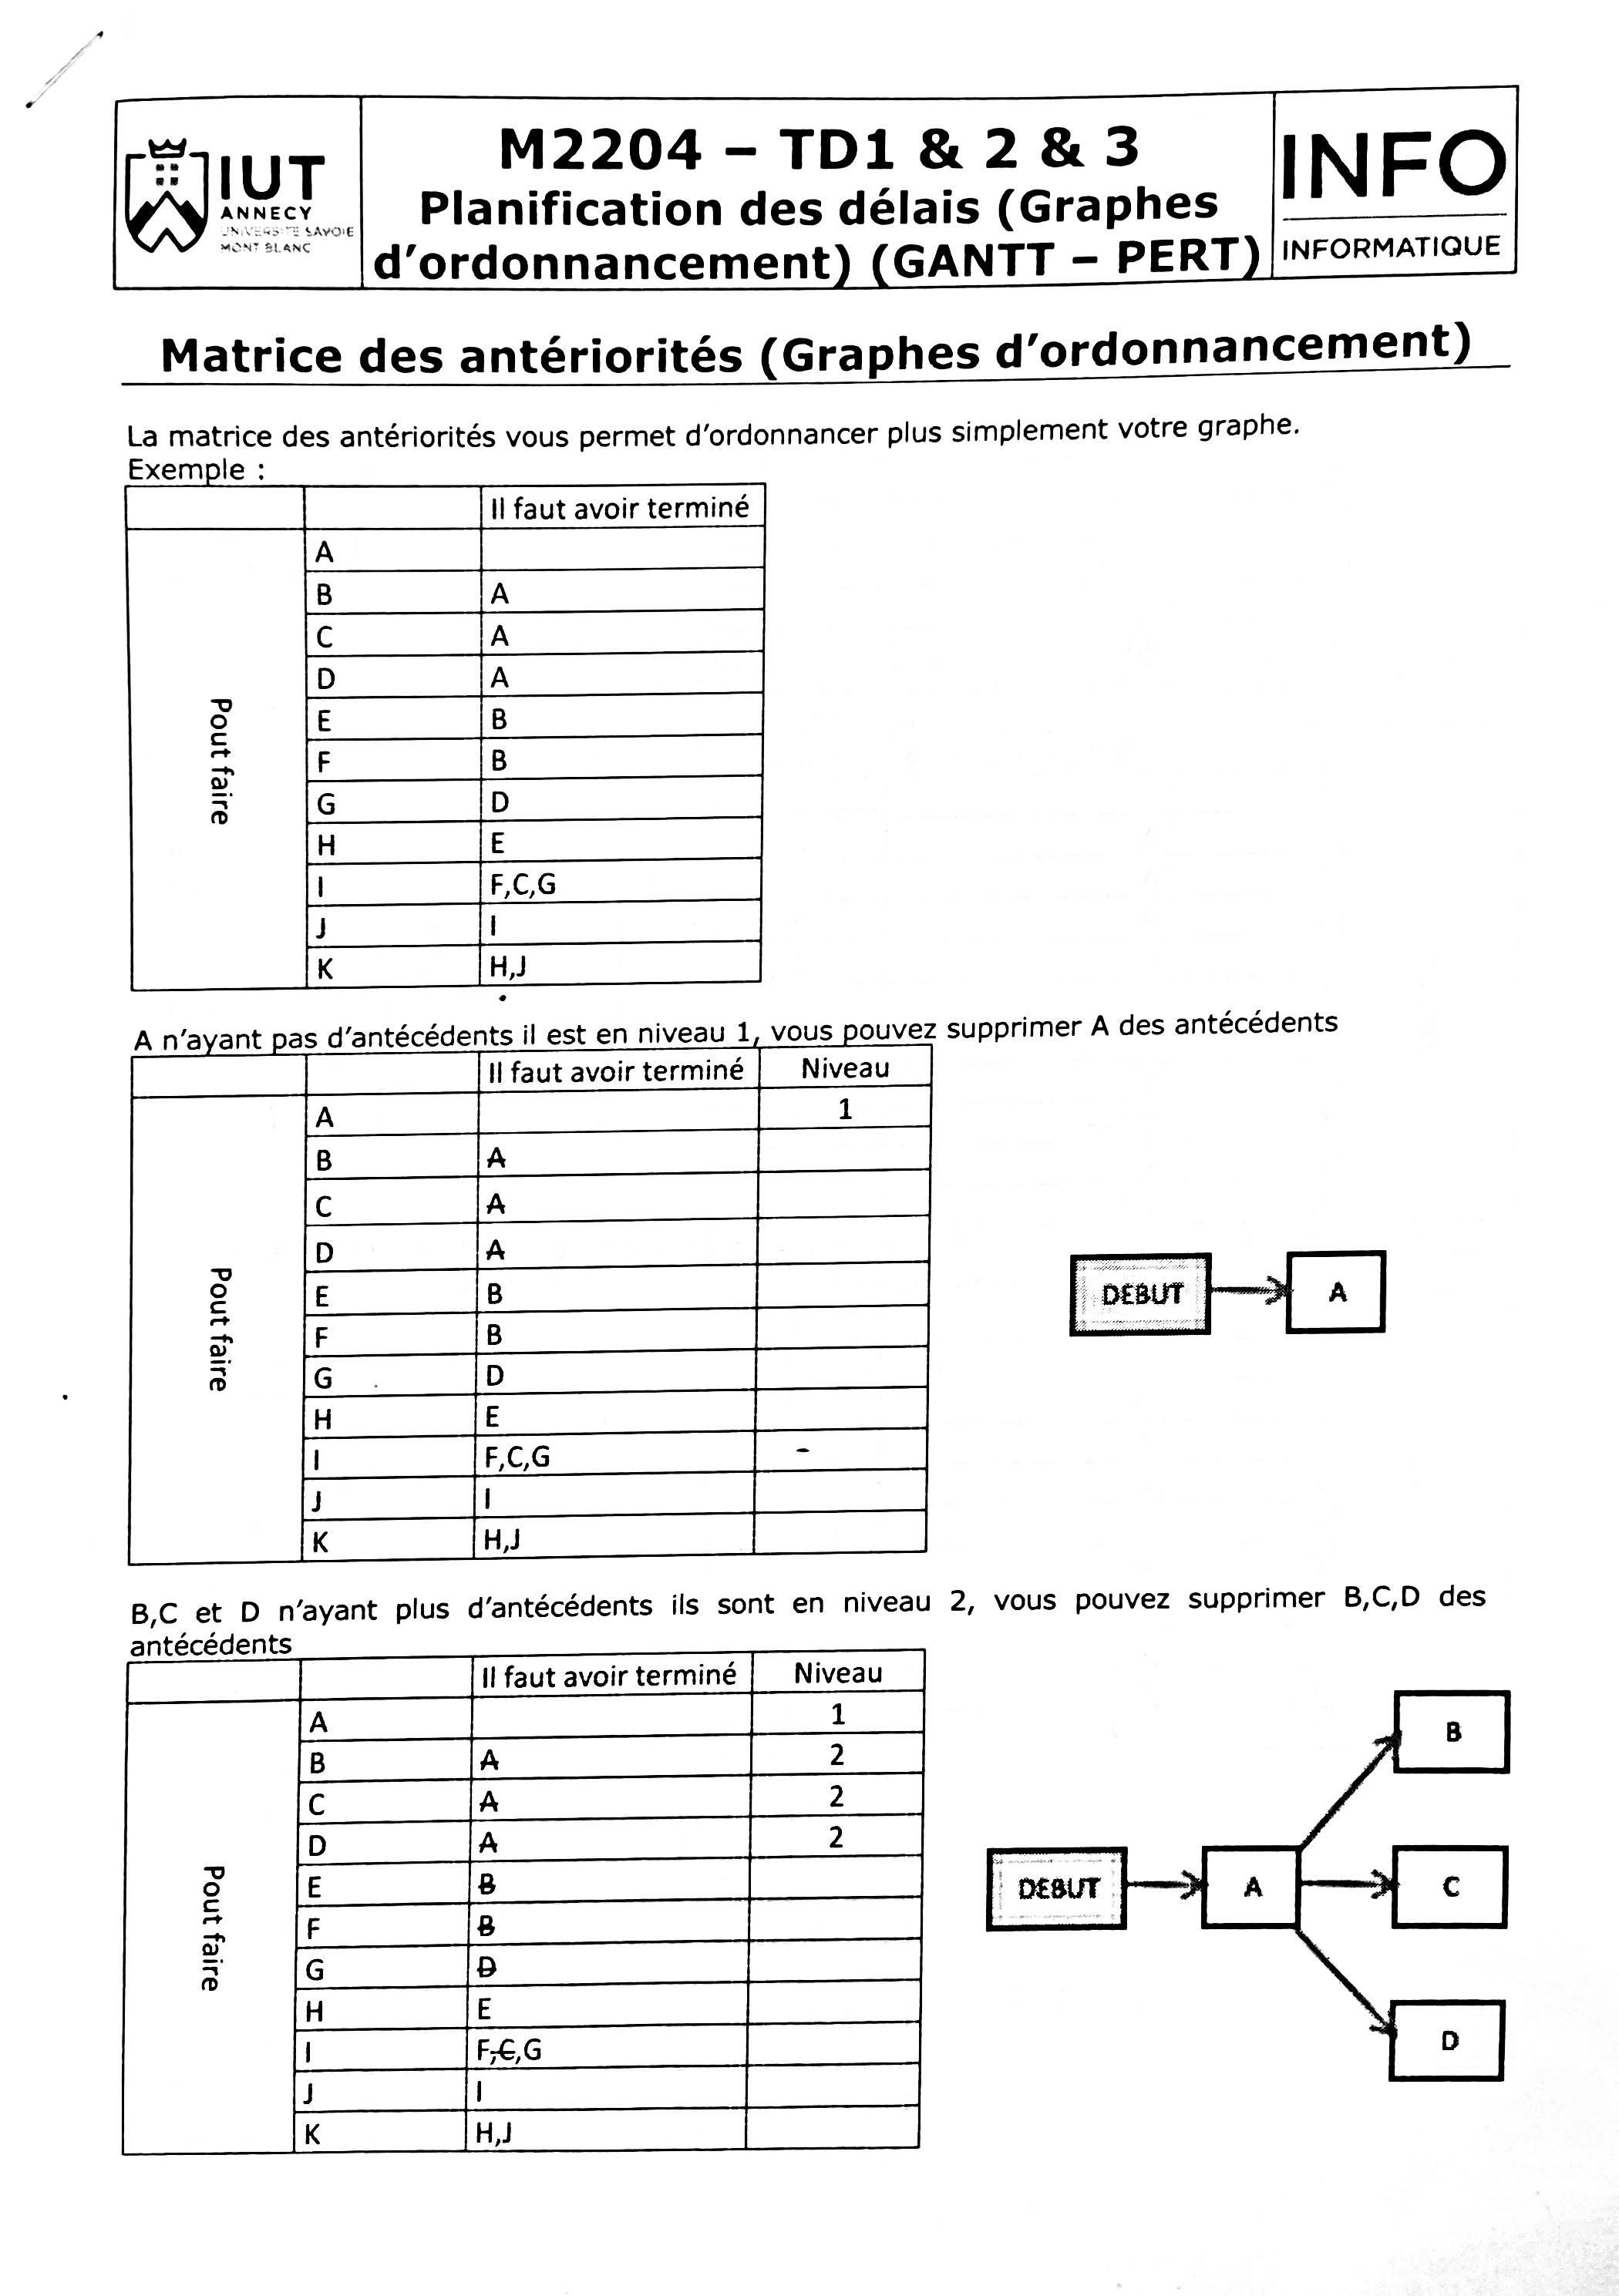 IUT
ANNECY
UNIVERSITÉ SAVOIE
MONT BLANC
M2204 – TD1 & 2 & 3
Planification des délais (Graphes
d'ordonnancement) (GANTT – PERT)
INFO
INFORMATIQUE
Matrice des antériorités (Graphes d'ordonnancement)
La matrice des antériorités vous permet d'ordonnancer plus simplement votre graphe.
Exemple :
Il faut avoir terminé
Pout faire
A
B A
C A
D A
E B
F B
G D
H E
I F,C,G
J I
K H,J
A n'ayant pas d'antécédents il est en niveau 1, vous pouvez supprimer A des antécédents
Il faut avoir terminé Niveau
Pout faire
A 1
B A
C A
D A
E B
F B
G D
H E
I F,C,G -
J I
K H,J
DEBUT A
B,C et D n'ayant plus d'antécédents ils sont en niveau 2, vous pouvez supprimer B,C,D des
antécédents
Il faut avoir terminé Niveau
Pout faire
A 1
B A 2
C A 2
D A 2
E B
F B
G D
H E
I F,C,G
J I
K H,J
B
DEBUT A C
D